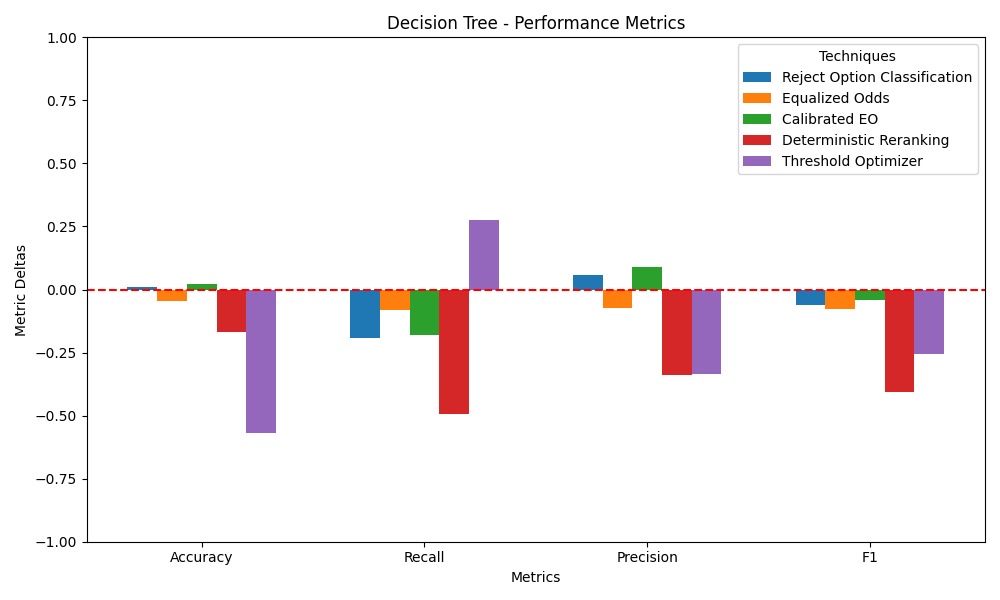 Decision Tree - Performance Metrics
Techniques
Reject Option Classification
Equalized Odds
Calibrated EO
Deterministic Reranking
Threshold Optimizer
Metric Deltas
1.00
0.75
0.50
0.25
0.00
−0.25
−0.50
−0.75
−1.00
Accuracy Recall Precision F1
Metrics